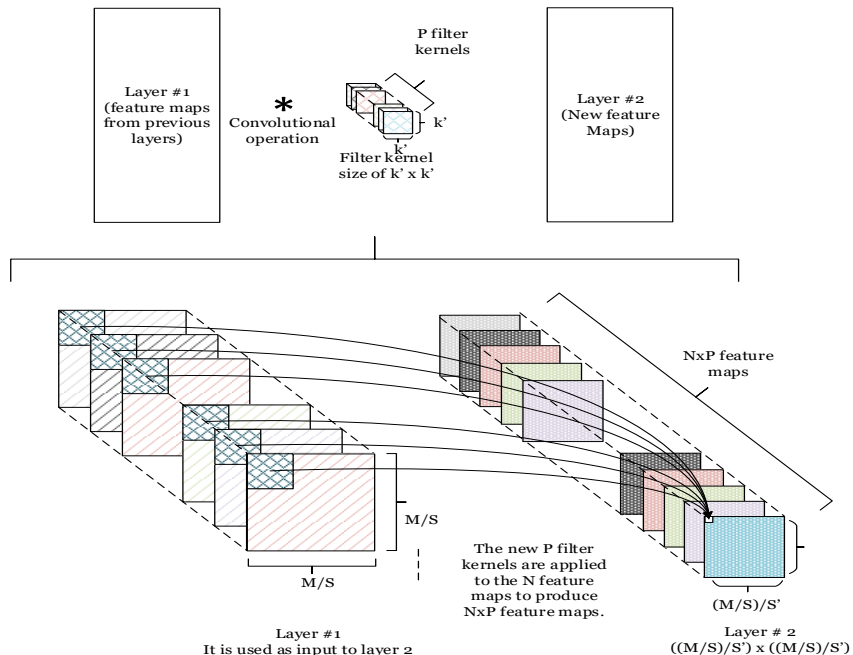 P filter
kernels
Layer #1
(feature maps
from previous
layers)
*
Convolutional
operation
k'
k'
Filter kernel
size of k' x k'
Layer #2
(New feature
Maps)
NxP feature
maps
M/S
M/S
The new P filter
kernels are applied
to the N feature
maps to produce
NxP feature maps.
(M/S)/S'
Layer #1
It is used as input to layer 2
Layer # 2
((M/S)/S') x ((M/S)/S')